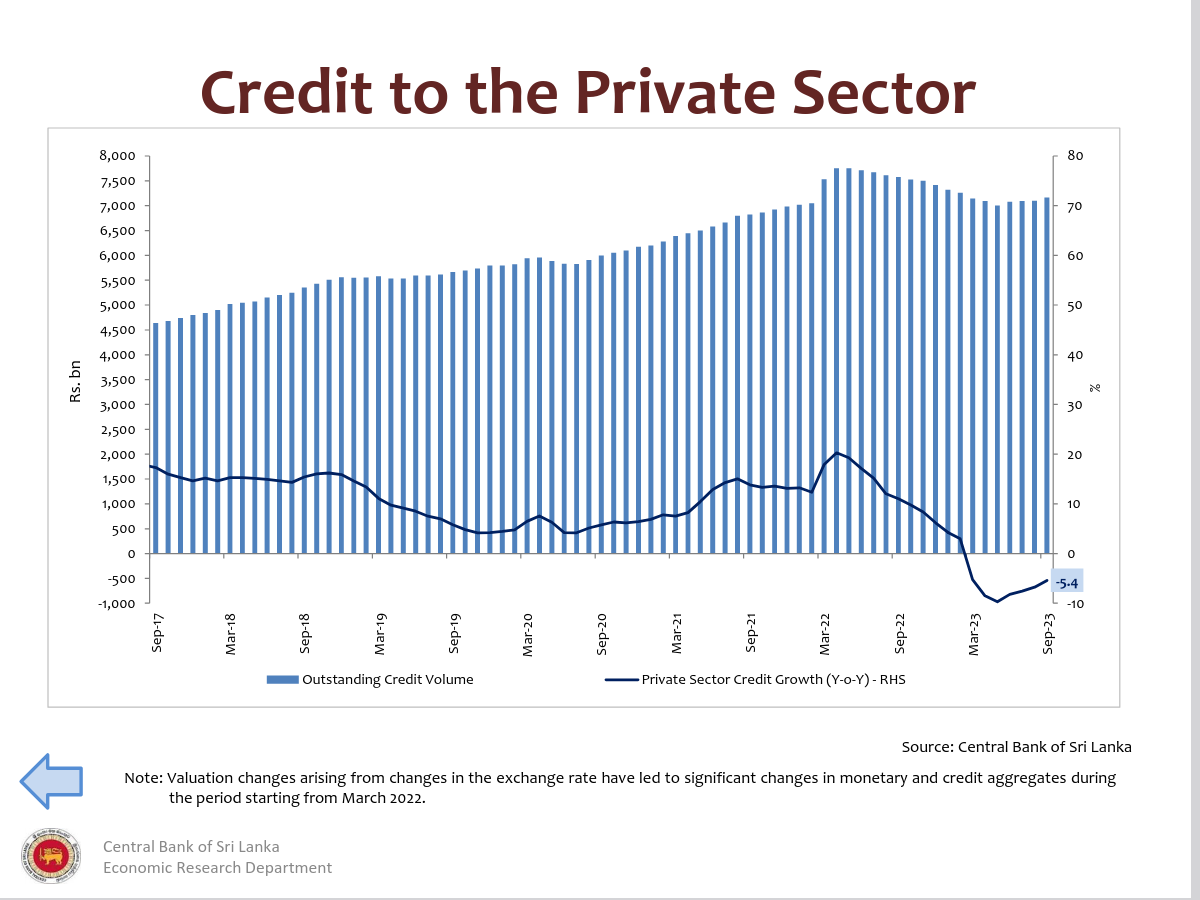 Credit to the Private Sector
8,000
7,500
7,000
6,500
6,000
5,500
5,000
4,500
4,000
3,500
3,000
2,500
2,000
1,500
1,000
500
0
-500
-1,000
Rs. bn
80
70
60
50
40
30
20
10
0
-10
%
-5.4
Sep-17
Mar-18
Sep-18
Mar-19
Sep-19
Mar-20
Sep-20
Mar-21
Sep-21
Mar-22
Sep-22
Mar-23
Sep-23
Outstanding Credit Volume
Private Sector Credit Growth (Y-o-Y) - RHS
Source: Central Bank of Sri Lanka
Note: Valuation changes arising from changes in the exchange rate have led to significant changes in monetary and credit aggregates during
the period starting from March 2022.
Central Bank of Sri Lanka
Economic Research Department